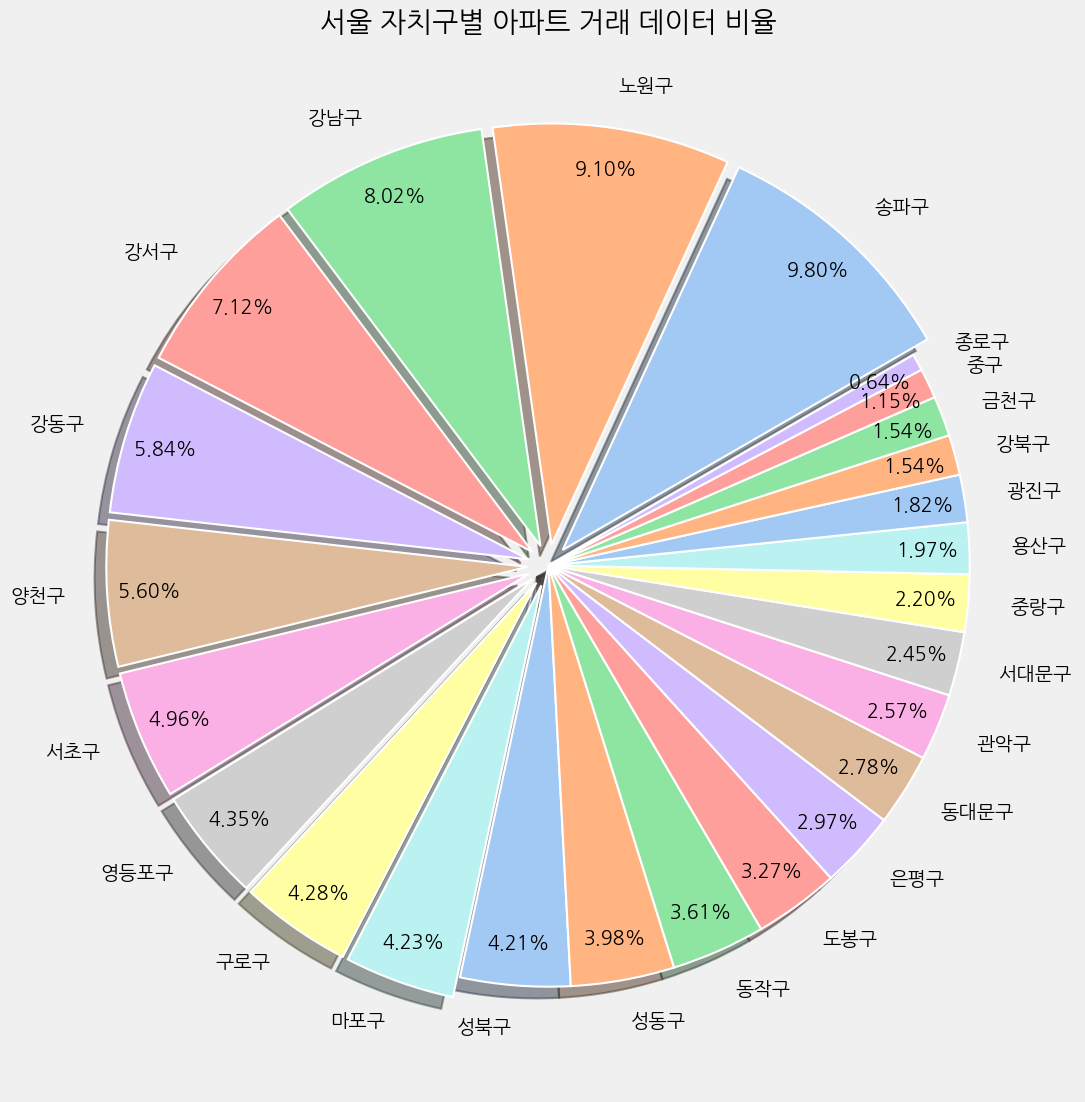 서울 자치구별 아파트 거래 데이터 비율
송파구
9.80%
노원구
9.10%
강남구
8.02%
강서구
7.12%
강동구
5.84%
양천구
5.60%
서초구
4.96%
영등포구
4.35%
구로구
4.28%
마포구
4.23%
성북구
4.21%
성동구
3.98%
동작구
3.61%
도봉구
3.27%
은평구
2.97%
동대문구
2.78%
관악구
2.57%
서대문구
2.45%
중랑구
2.20%
용산구
1.97%
광진구
1.82%
강북구
1.54%
금천구
1.54%
중구
1.15%
종로구
0.64%